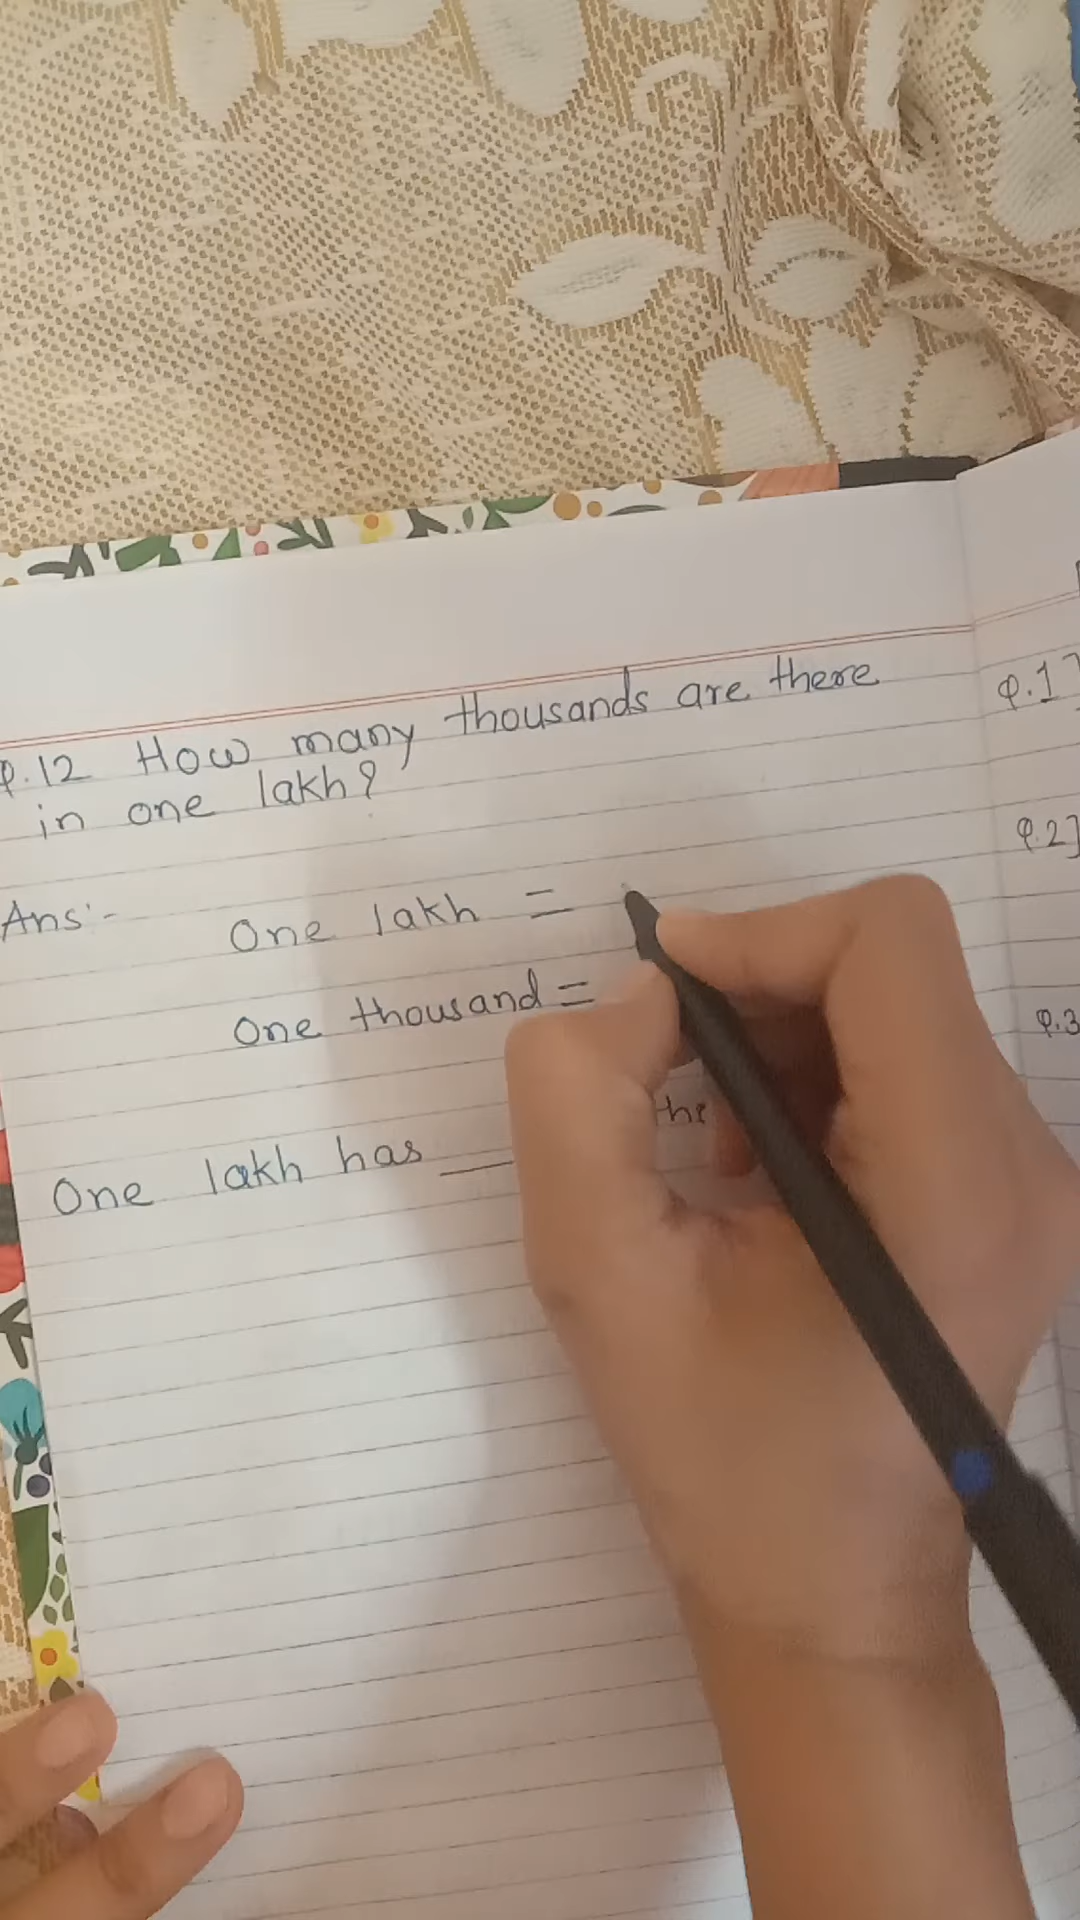 Q.12 How many thousands are there
in one lakh?
Ans:- One lakh =
One thousand =
One lakh has ___
Q.1]
Q.2]
Q.3